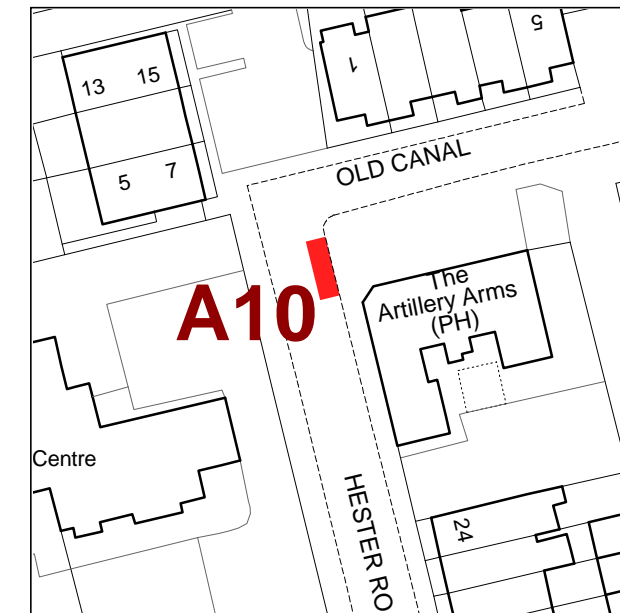 5
1
13 15
OLD CANAL
5 7
The
Artillery Arms
(PH)
A10
Centre
HESTER RO
24